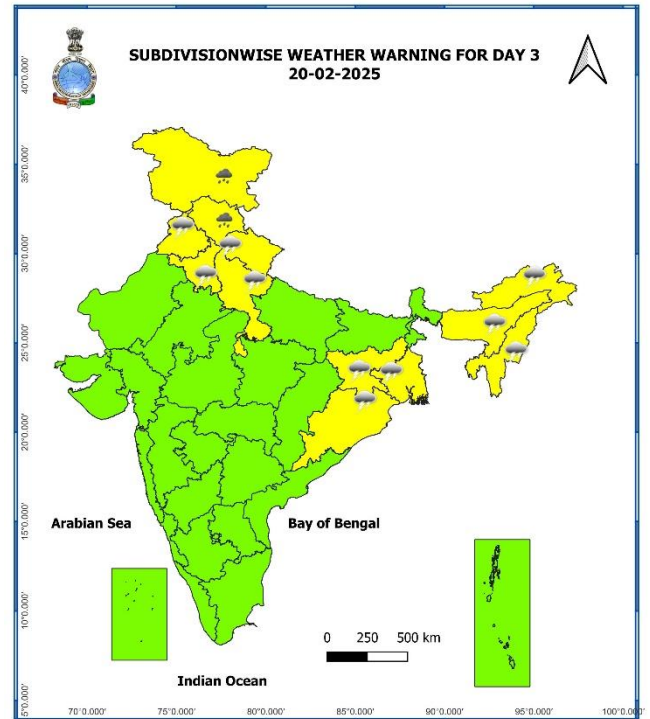 SUBDIVISIONWISE WEATHER WARNING FOR DAY 3
20-02-2025
40°0.000'
35°0.000'
30°0.000'
25°0.000'
20°0.000'
15°0.000'
10°0.000'
5°0.000'
Arabian Sea
Bay of Bengal
0 250 500 km
Indian Ocean
70°0.000' 75°0.000' 80°0.000' 85°0.000' 90°0.000' 95°0.000' 100°0.000'